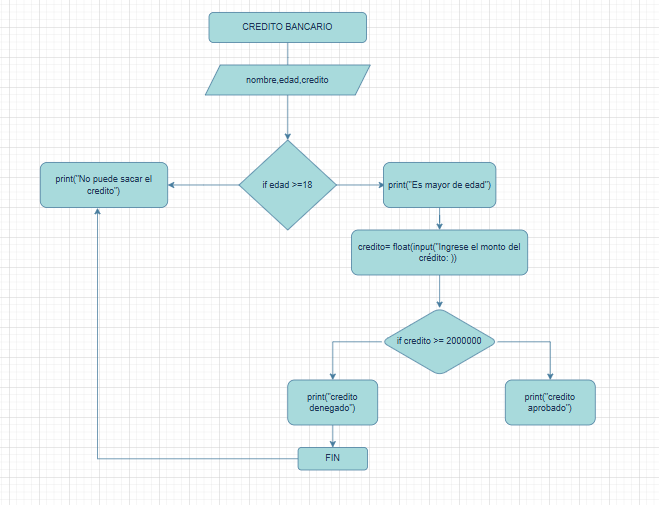 CREDITO BANCARIO
nombre,edad,credito
if edad >=18
print("No puede sacar el
credito")
print("Es mayor de edad")
credito= float(input("Ingrese el monto del
crédito: ))
if credito >= 2000000
print("credito
denegado")
print("credito
aprobado")
FIN